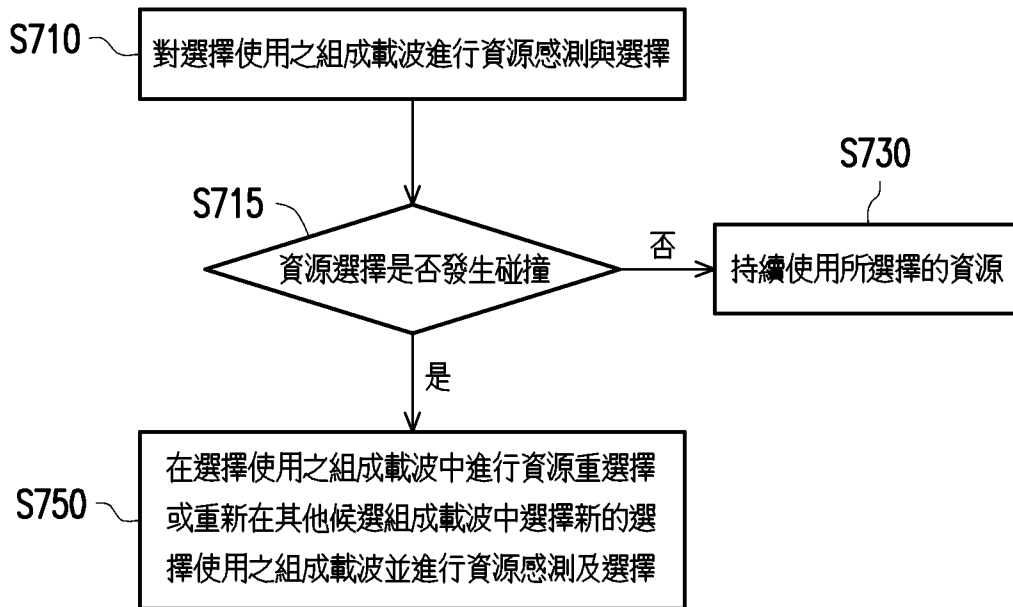 S710
對選擇使用之組成載波進行資源感測與選擇
S715
資源選擇是否發生碰撞
否
S730
持續使用所選擇的資源
是
S750
在選擇使用之組成載波中進行資源重選擇
或重新在其他候選組成載波中選擇新的選
擇使用之組成載波並進行資源感測及選擇